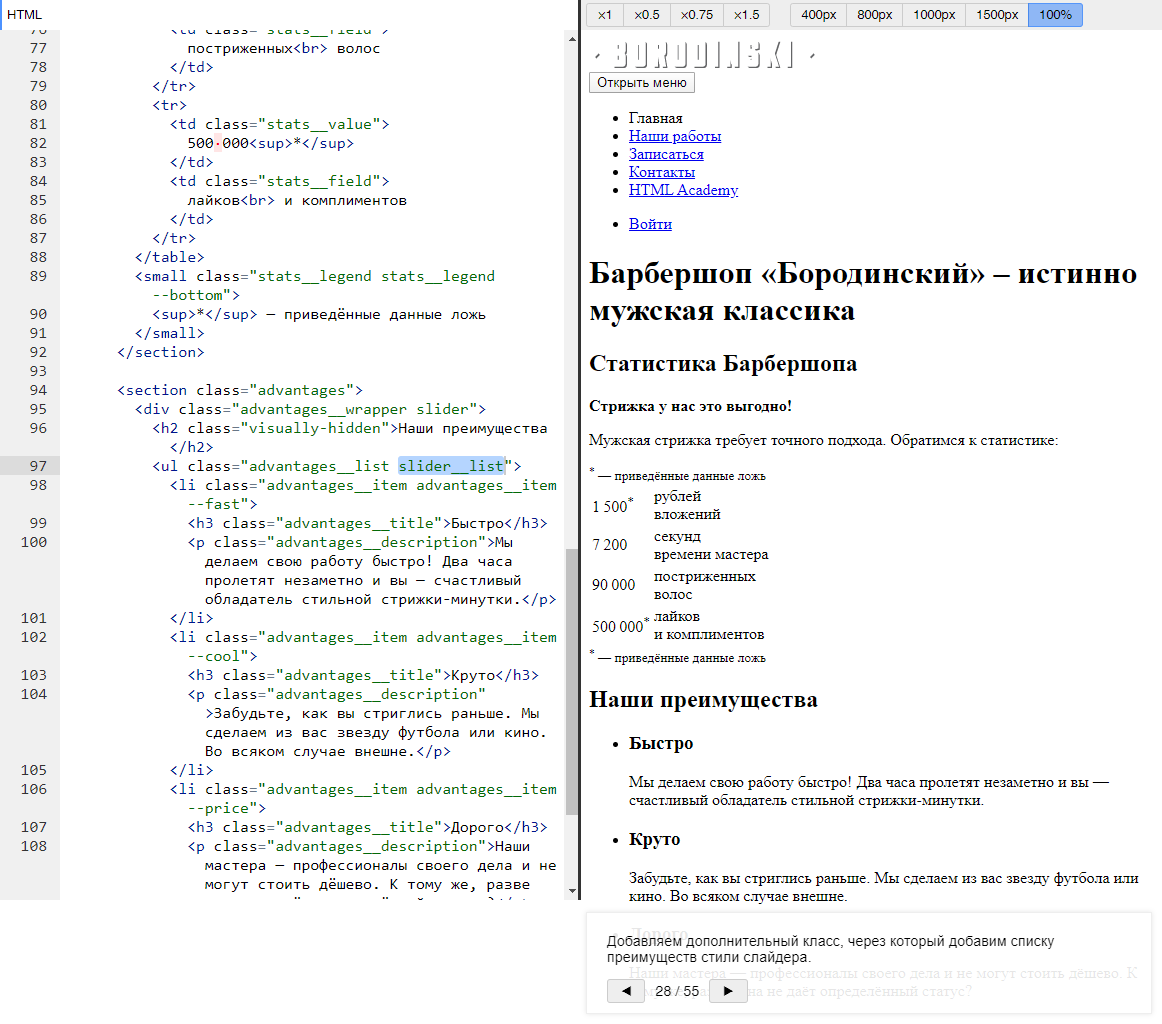 HTML
76 <td class="stats__field">
77 постриженных<br> волос
78 </td>
79 </tr>
80 <tr>
81 <td class="stats__value">
82 500·000<sup>*</sup>
83 </td>
84 <td class="stats__field">
85 лайков<br> и комплиментов
86 </td>
87 </tr>
88 </table>
89 <small class="stats__legend stats__legend
--bottom">
90 <sup>*</sup> — приведённые данные ложь
91 </small>
92 </section>
93
94 <section class="advantages">
95 <div class="advantages__wrapper slider">
96 <h2 class="visually-hidden">Наши преимущества
</h2>
97 <ul class="advantages__list slider__list">
98 <li class="advantages__item advantages__item
--fast">
99 <h3 class="advantages__title">Быстро</h3>
100 <p class="advantages__description">Мы
делаем свою работу быстро! Два часа
пролетят незаметно и вы — счастливый
обладатель стильной стрижки-минутки.</p>
101 </li>
102 <li class="advantages__item advantages__item
--cool">
103 <h3 class="advantages__title">Круто</h3>
104 <p class="advantages__description"
>Забудьте, как вы стриглись раньше. Мы
сделаем из вас звезду футбола или кино.
Во всяком случае внешне.</p>
105 </li>
106 <li class="advantages__item advantages__item
--price">
107 <h3 class="advantages__title">Дорого</h3>
108 <p class="advantages__description">Наши
мастера — профессионалы своего дела и не
могут стоить дёшево. К тому же, разве
×1 ×0.5 ×0.75 ×1.5 400px 800px 1000px 1500px 100%
· BORODINSKI ·
Открыть меню
• Главная
• Наши работы
• Записаться
• Контакты
• HTML Academy
• Войти
Барбершоп «Бородинский» – истинно
мужская классика
Статистика Барбершопа
Стрижка у нас это выгодно!
Мужская стрижка требует точного подхода. Обратимся к статистике:
* — приведённые данные ложь
1 500* рублей
вложений
7 200 секунд
времени мастера
90 000 постриженных
волос
500 000* лайков
и комплиментов
* — приведённые данные ложь
Наши преимущества
• Быстро
Мы делаем свою работу быстро! Два часа пролетят незаметно и вы —
счастливый обладатель стильной стрижки-минутки.
• Круто
Забудьте, как вы стриглись раньше. Мы сделаем из вас звезду футбола или
кино. Во всяком случае внешне.
• Дорого
Добавляем дополнительный класс, через который добавим списку
преимуществ стили слайдера.
Наши мастера — профессионалы своего дела и не могут стоить дёшево. К
на не даёт определённый статус?
◀ 28 / 55 ▶